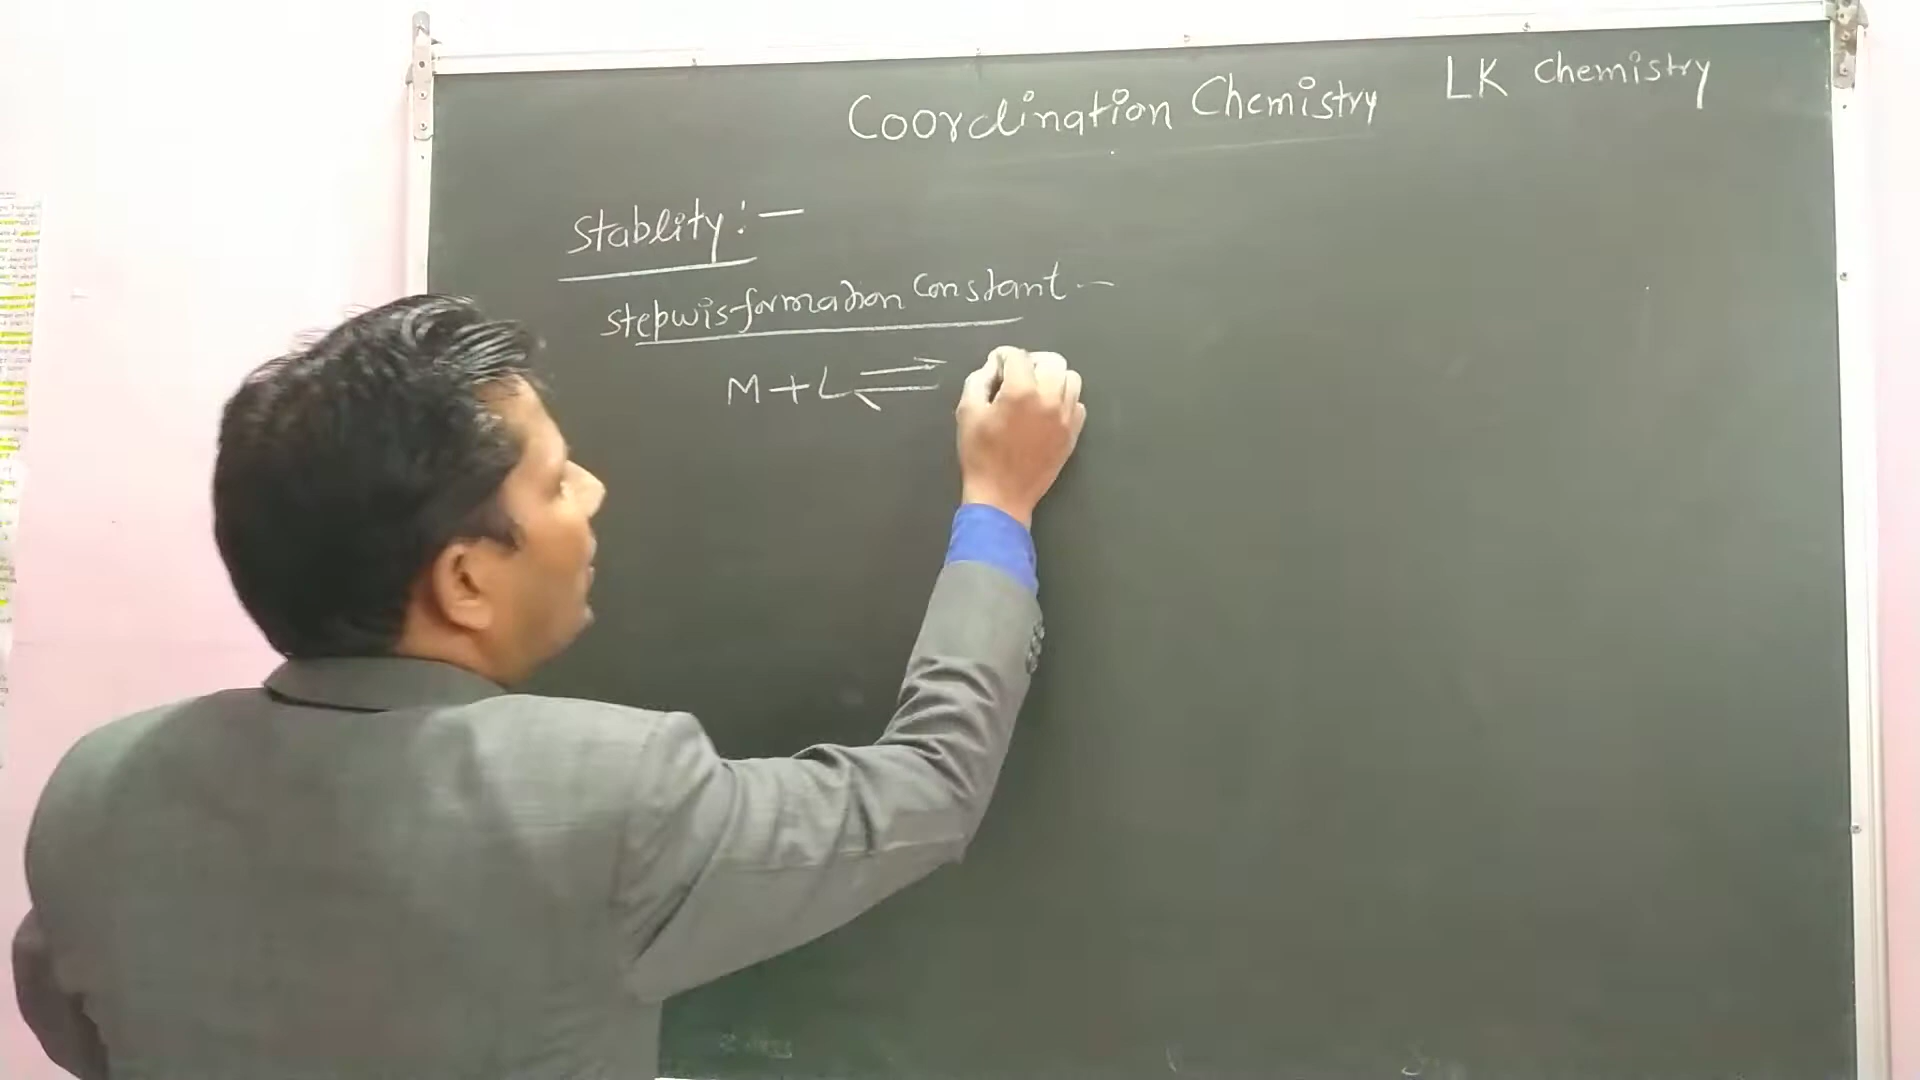 LK Chemistry
Coordination Chemistry
Stablity :—
Stepwis formation Constant —
M + L ⇌